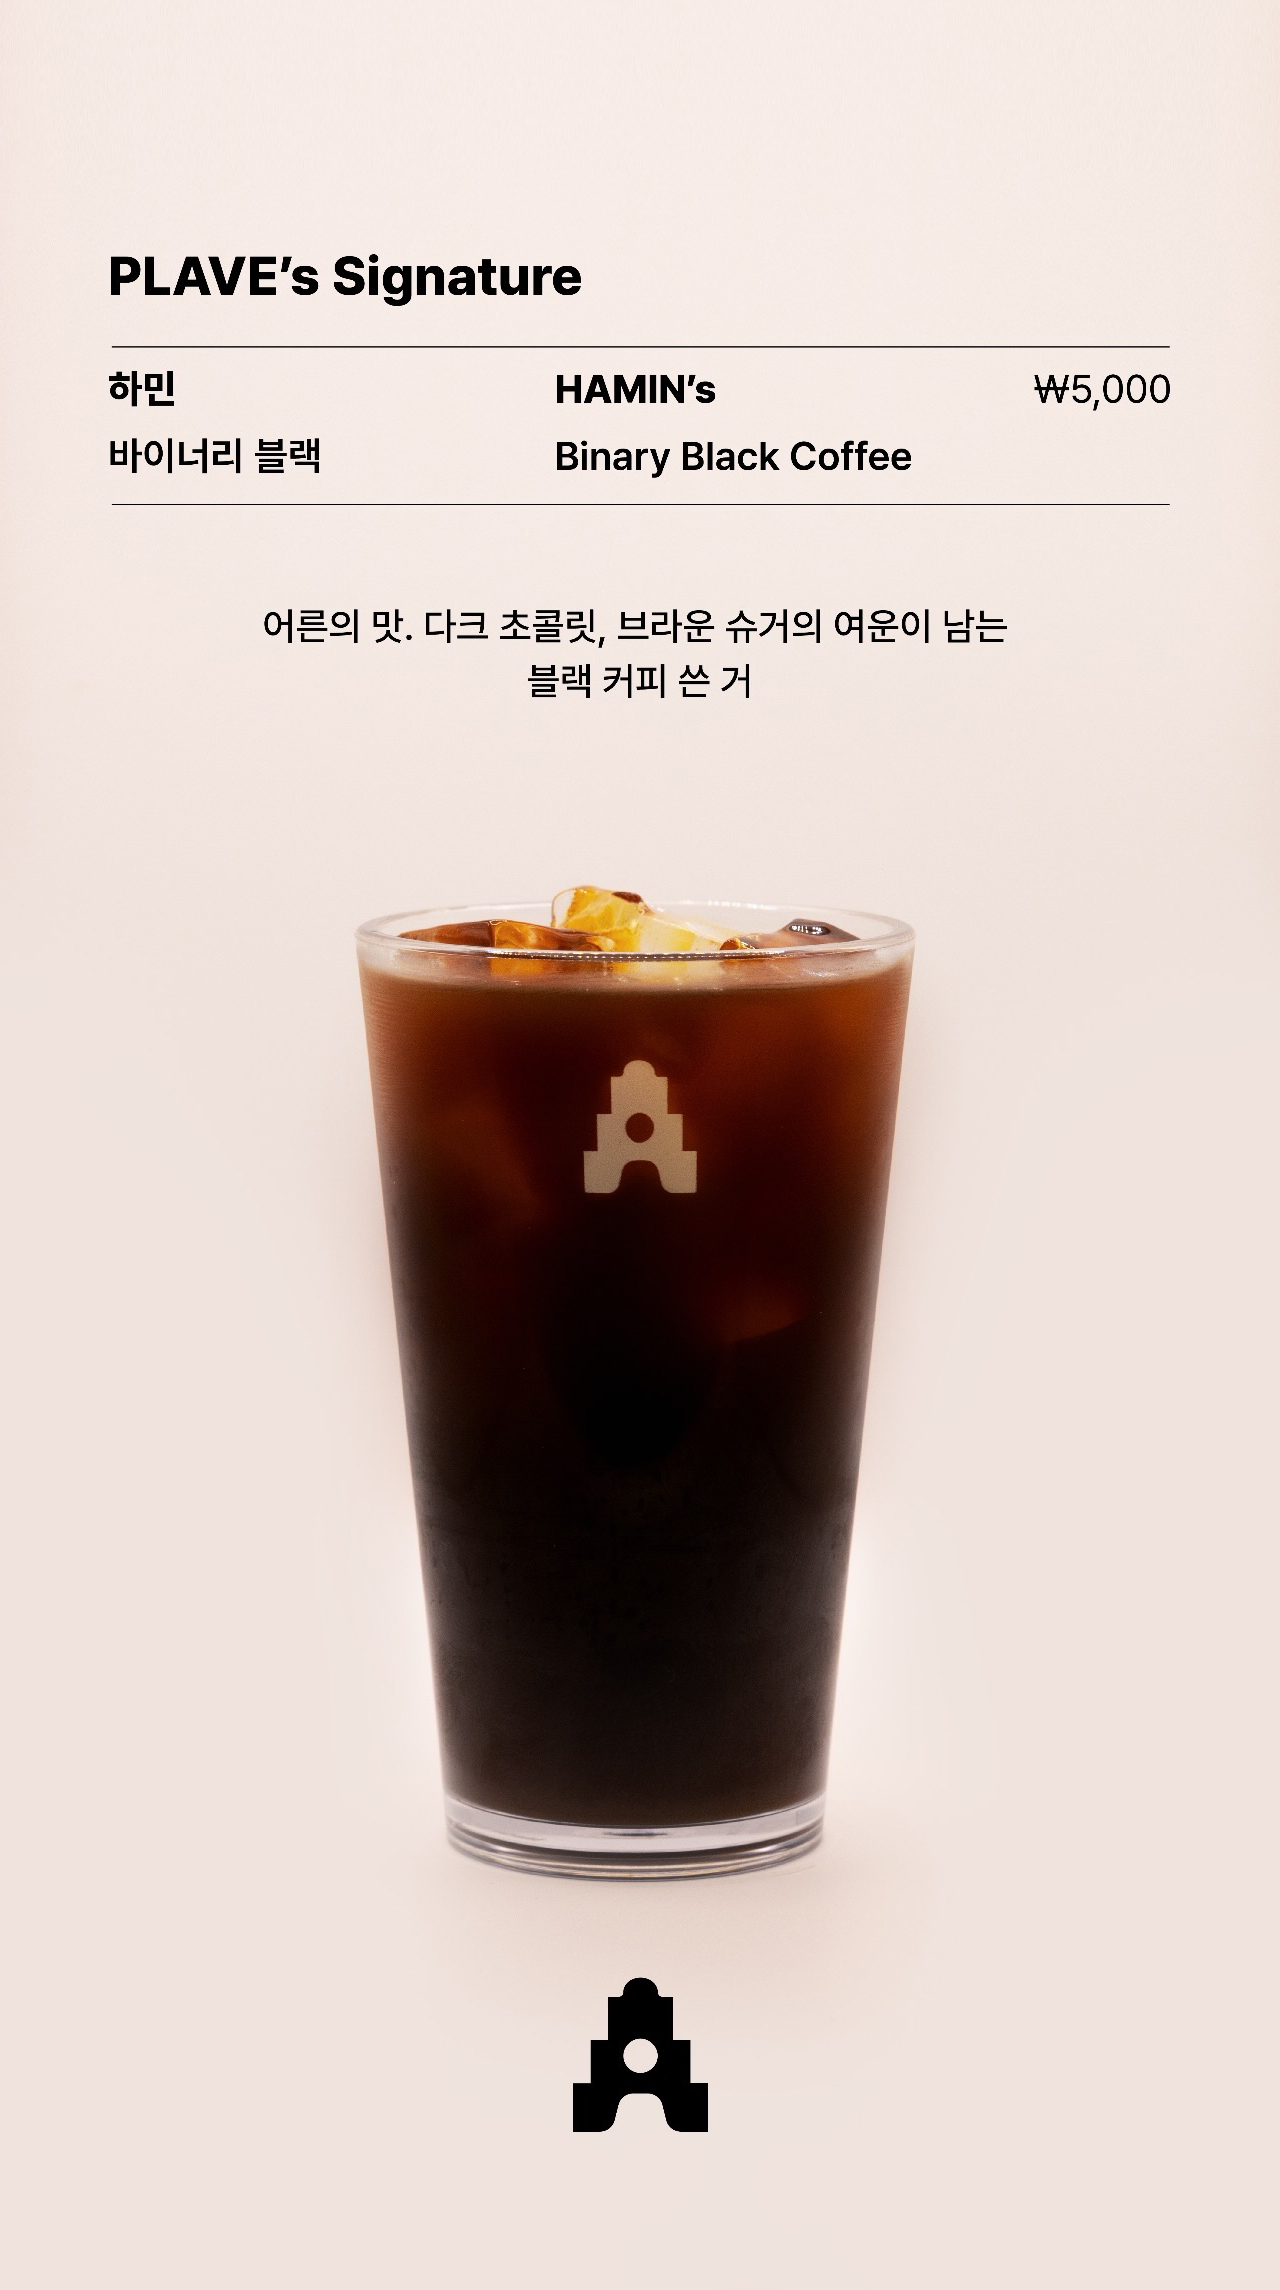 PLAVE’s Signature
하민 HAMIN’s ₩5,000
바이너리 블랙 Binary Black Coffee
어른의 맛. 다크 초콜릿, 브라운 슈거의 여운이 남는
블랙 커피 쓴 거